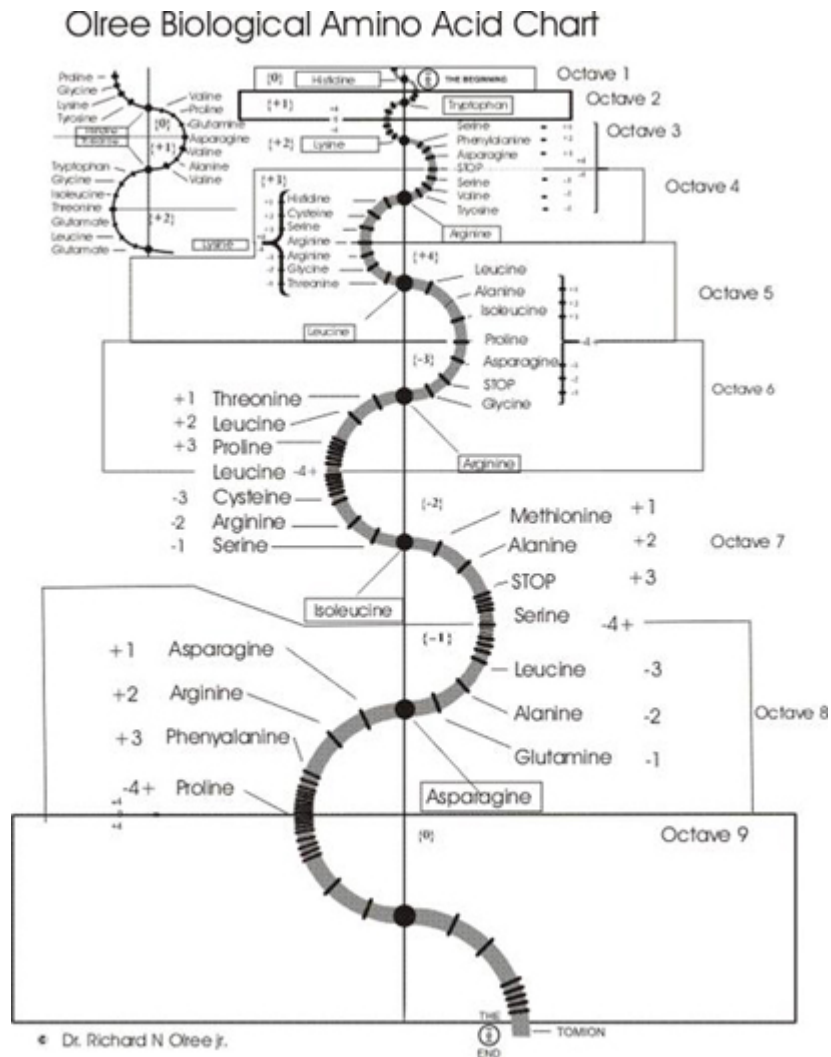 Olree Biological Amino Acid Chart
Proline
Glycine
Lysine
Tyrosine
Valine
Proline
{0}
Glutamine
Asparagine
{+1}
Valine
Alanine
Valine
Tryptophan
Glycine
Isoleucine
Threonine
{+2}
Glutamate
Leucine
Glutamate
Lysine
{0}
Histidine
THE BEGINNING
Octave 1
{+1}
Tryptophan
Octave 2
{+2}
Lysine
Serine
Phenylalanine
Asparagine
STOP
Serine
Valine
Tryosine
Octave 3
Octave 4
Histidine
Cysteine
Serine
Arginine
Arginine
Glycine
Threanine
Arginine
{+4}
Leucine
Leucine
Alanine
Isoleucine
Proline
-4+
Asparagine
STOP
Glycine
Octave 5
{-3}
Octave 6
+1 Threonine
+2 Leucine
+3 Proline
Leucine -4+
-3 Cysteine
-2 Arginine
-1 Serine
Arginine
{-2}
Methionine +1
Alanine +2
STOP +3
Serine -4+
Leucine -3
Alanine -2
Glutamine -1
Octave 7
Isoleucine
{-1}
+1 Asparagine
+2 Arginine
+3 Phenyalanine
-4+ Proline
+4
+4
Asparagine
Octave 8
{0}
Octave 9
THE
END
TOMION
© Dr. Richard N Olree jr.